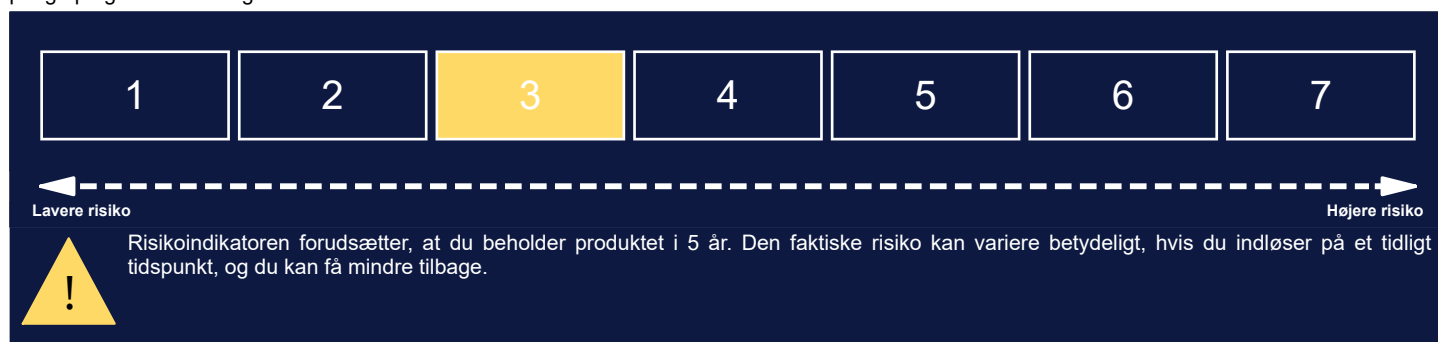 1 2 3 4 5 6 7
Lavere risiko Højere risiko
Risikoindikatoren forudsætter, at du beholder produktet i 5 år. Den faktiske risiko kan variere betydeligt, hvis du indløser på et tidligt
tidspunkt, og du kan få mindre tilbage.
!